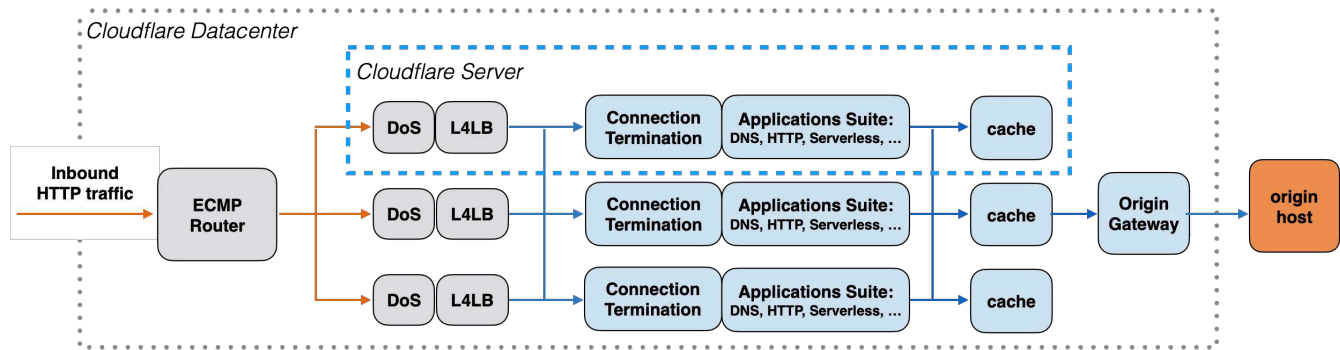 Cloudflare Datacenter
Cloudflare Server
DoS
L4LB
Connection
Termination
Applications Suite:
DNS, HTTP, Serverless, ...
cache
Inbound
HTTP traffic
ECMP
Router
DoS
L4LB
Connection
Termination
Applications Suite:
DNS, HTTP, Serverless, ...
cache
Origin
Gateway
origin
host
DoS
L4LB
Connection
Termination
Applications Suite:
DNS, HTTP, Serverless, ...
cache